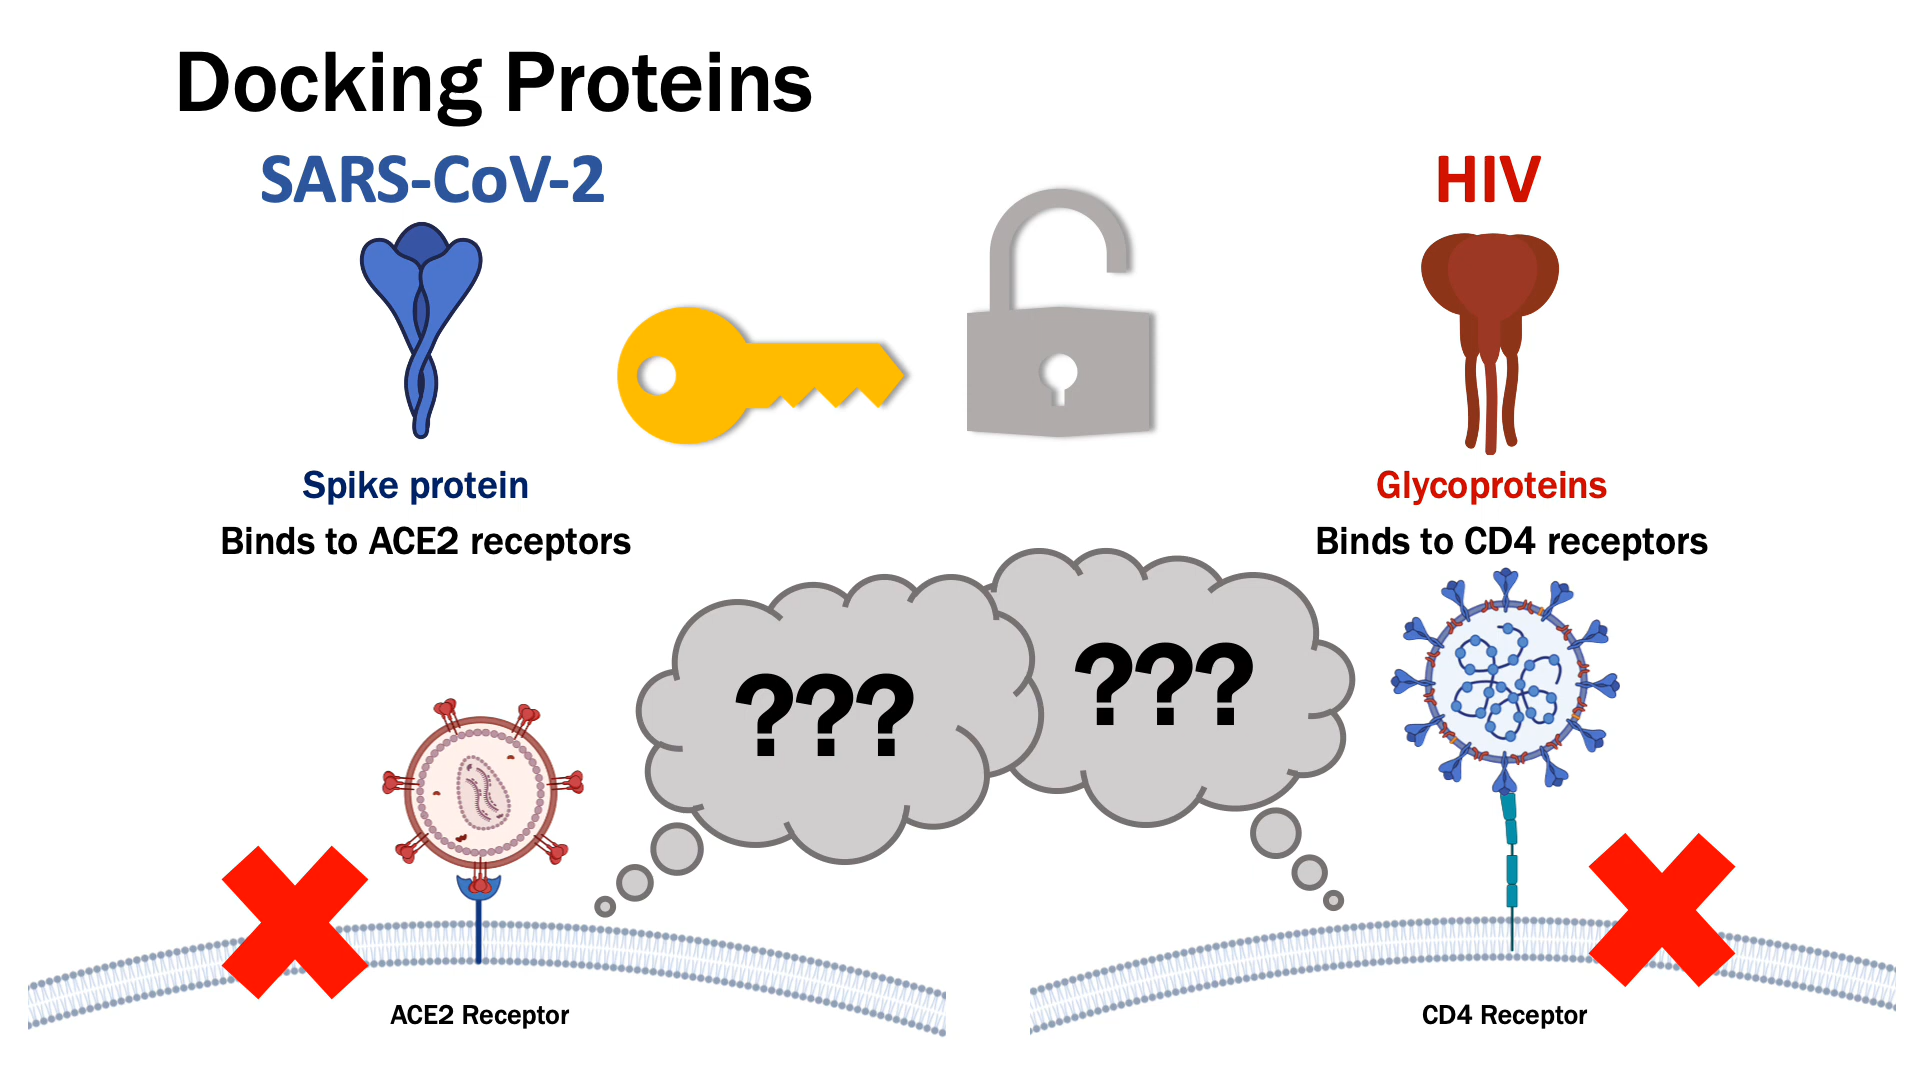 Docking Proteins
SARS-CoV-2
HIV
Spike protein
Binds to ACE2 receptors
Glycoproteins
Binds to CD4 receptors
???
???
ACE2 Receptor
CD4 Receptor